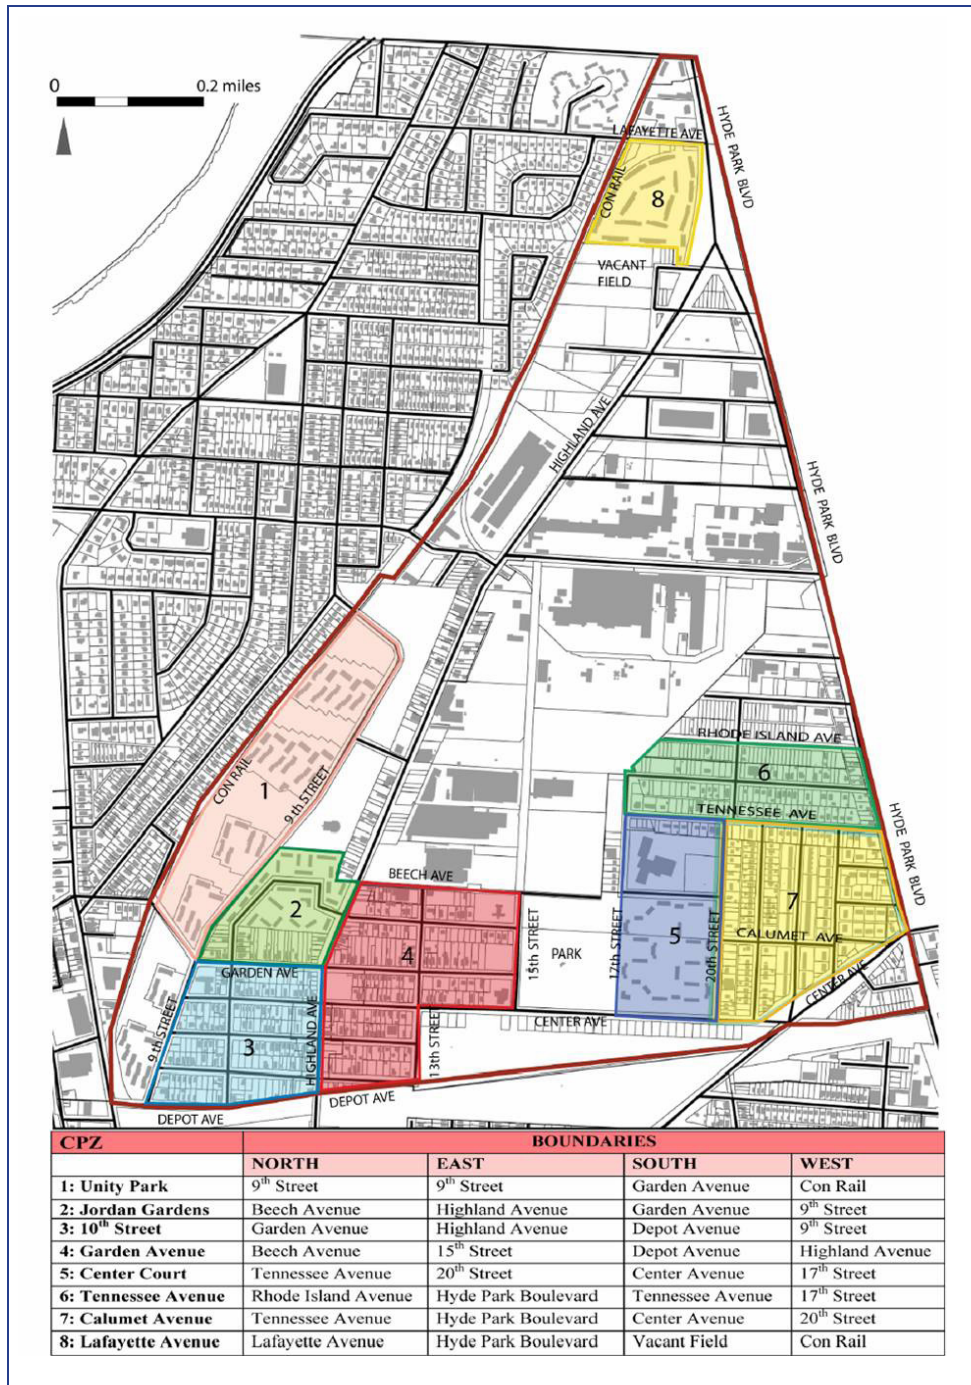 0 0.2 miles
LAFAYETTE AVE
HYDE PARK BLVD
CON RAIL
8
VACANT
FIELD
HIGHLAND AVE
HYDE PARK BLVD
RHODE ISLAND AVE
6
CON RAIL
1
9 th STREET
TENNESSEE AVE
HYDE PARK BLVD
BEECH AVE
2
7
15th STREET
17th STREET
20th STREET
5
CALUMET AVE
4
PARK
GARDEN AVE
CENTER AVE
9 th STREET
3
HIGHLAND AVE
13th STREET
CENTER AVE
DEPOT AVE
DEPOT AVE
CPZ BOUNDARIES
NORTH EAST SOUTH WEST
1: Unity Park 9th Street 9th Street Garden Avenue Con Rail
2: Jordan Gardens Beech Avenue Highland Avenue Garden Avenue 9th Street
3: 10th Street Garden Avenue Highland Avenue Depot Avenue 9th Street
4: Garden Avenue Beech Avenue 15th Street Depot Avenue Highland Avenue
5: Center Court Tennessee Avenue 20th Street Center Avenue 17th Street
6: Tennessee Avenue Rhode Island Avenue Hyde Park Boulevard Tennessee Avenue 17th Street
7: Calumet Avenue Tennessee Avenue Hyde Park Boulevard Center Avenue 20th Street
8: Lafayette Avenue Lafayette Avenue Hyde Park Boulevard Vacant Field Con Rail